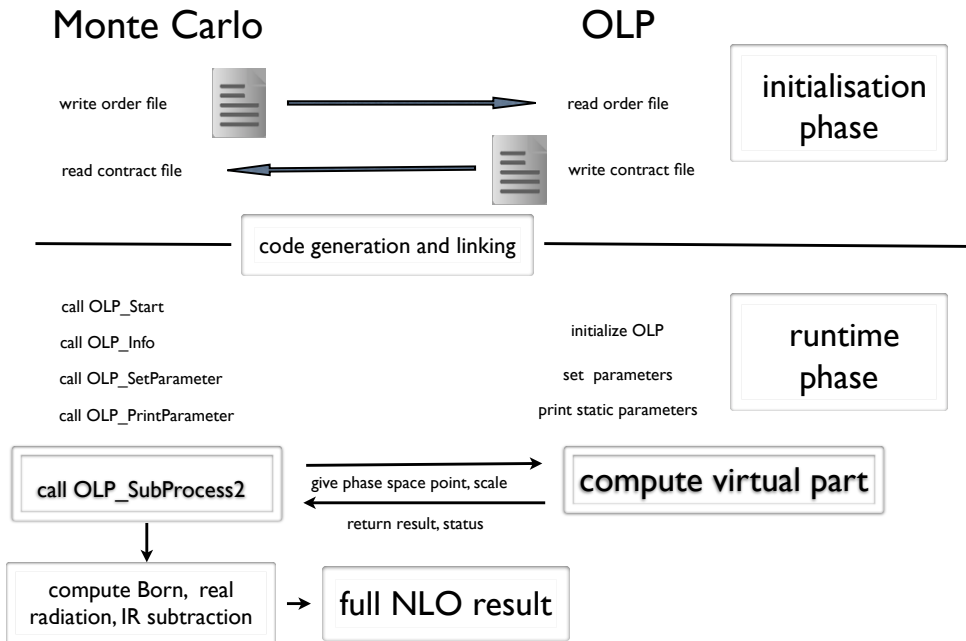 Monte Carlo OLP
write order file read order file
initialisation
phase
read contract file write contract file
code generation and linking
call OLP_Start
initialize OLP
call OLP_Info
runtime
phase
call OLP_SetParameter set parameters
call OLP_PrintParameter print static parameters
call OLP_SubProcess2
give phase space point, scale
compute virtual part
return result, status
compute Born, real
radiation, IR subtraction
full NLO result